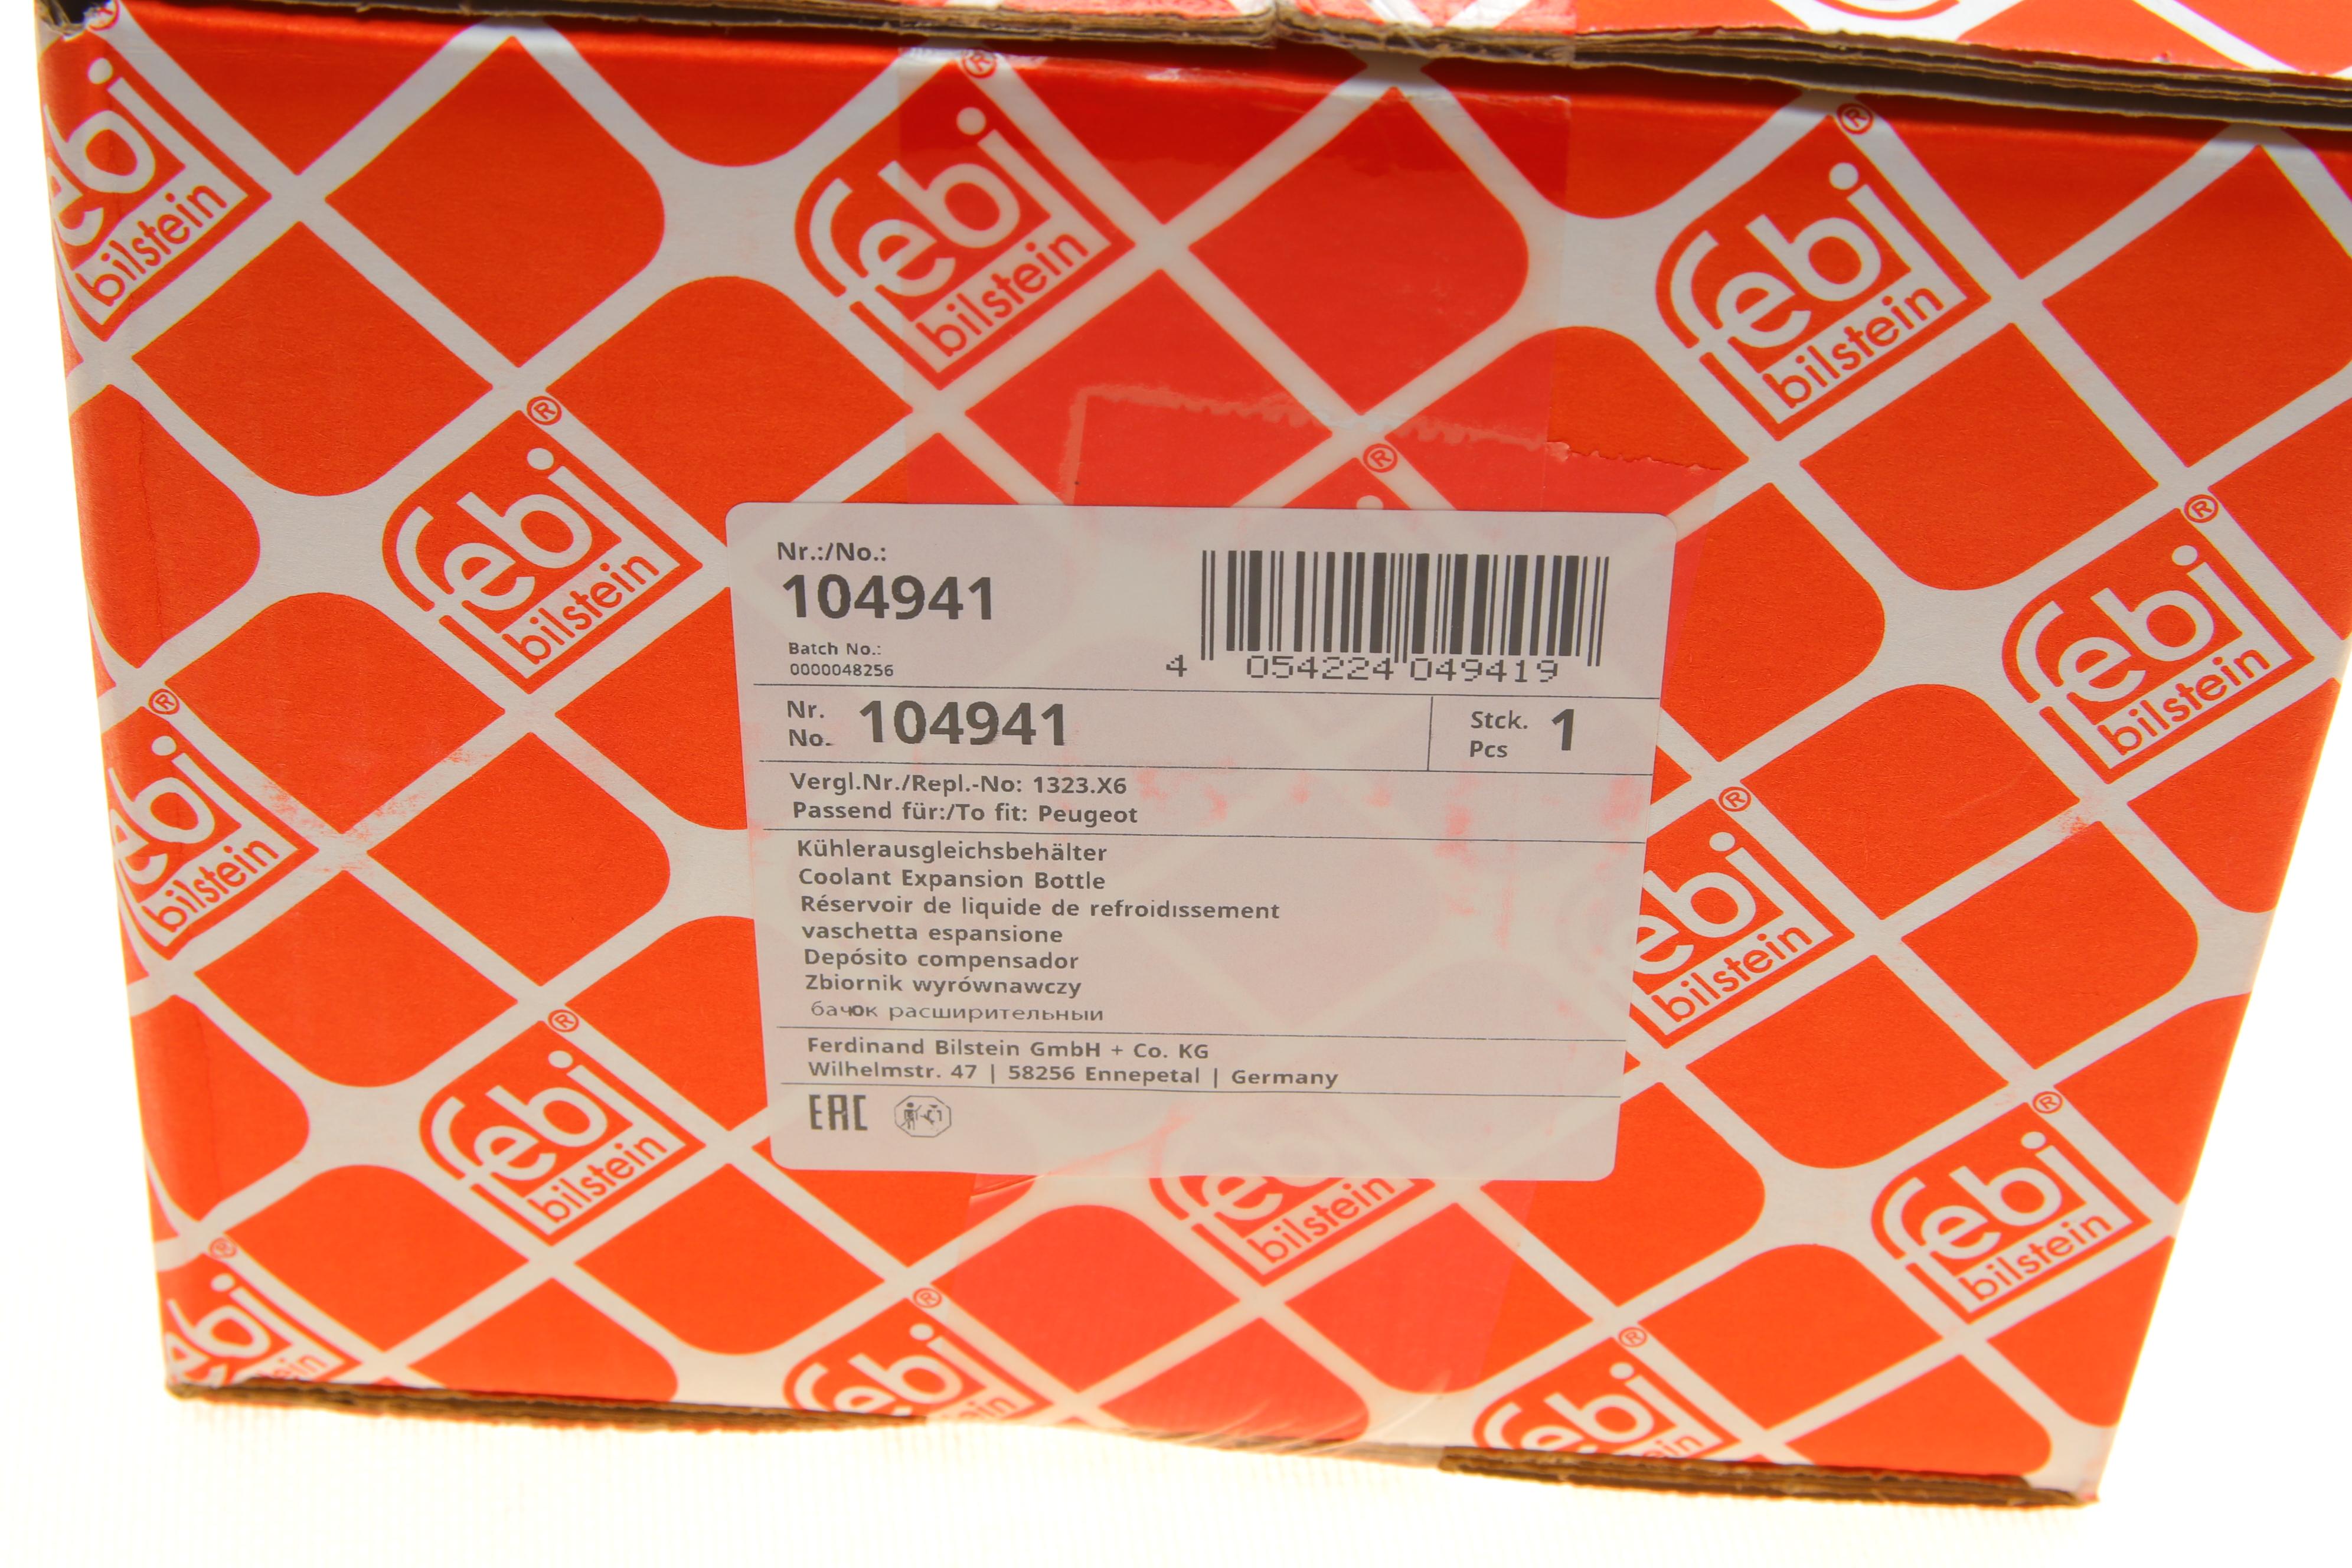 febi
bilstein
Nr.:/No.:
104941
Batch No.:
0000048256
4 054224 049419
Nr.
No.
104941
Stck.
Pcs
1
Vergl.Nr./Repl.-No: 1323.X6
Passend für:/To fit: Peugeot
Kühlerausgleichsbehälter
Coolant Expansion Bottle
Réservoir de liquide de refroidissement
vaschetta espansione
Depósito compensador
Zbiornik wyrównawczy
бачок расширительный
Ferdinand Bilstein GmbH + Co. KG
Wilhelmstr. 47 | 58256 Ennepetal | Germany
EAC